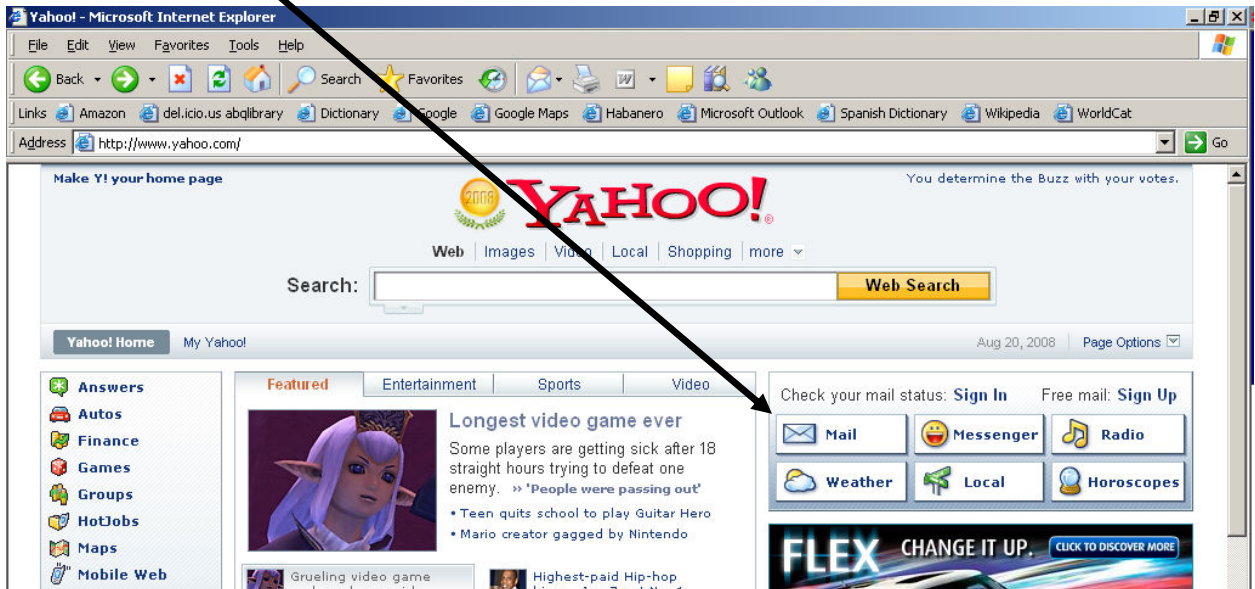 Yahoo! - Microsoft Internet Explorer
File Edit View Favorites Tools Help
Back Search Favorites
Links Amazon del.icio.us abqlibrary Dictionary Google Google Maps Habanero Microsoft Outlook Spanish Dictionary Wikipedia WorldCat
Address http://www.yahoo.com/ Go
Make Y! your home page
2008 YAHOO!
You determine the Buzz with your votes.
Web Images Video Local Shopping more
Search: Web Search
Yahoo! Home My Yahoo! Aug 20, 2008 Page Options
Answers
Autos
Finance
Games
Groups
HotJobs
Maps
Mobile Web
Featured Entertainment Sports Video
Longest video game ever
Some players are getting sick after 18
straight hours trying to defeat one
enemy. » 'People were passing out'
• Teen quits school to play Guitar Hero
• Mario creator gagged by Nintendo
Grueling video game
Highest-paid Hip-hop
Check your mail status: Sign In Free mail: Sign Up
Mail Messenger Radio
Weather Local Horoscopes
FLEX CHANGE IT UP. CLICK TO DISCOVER MORE